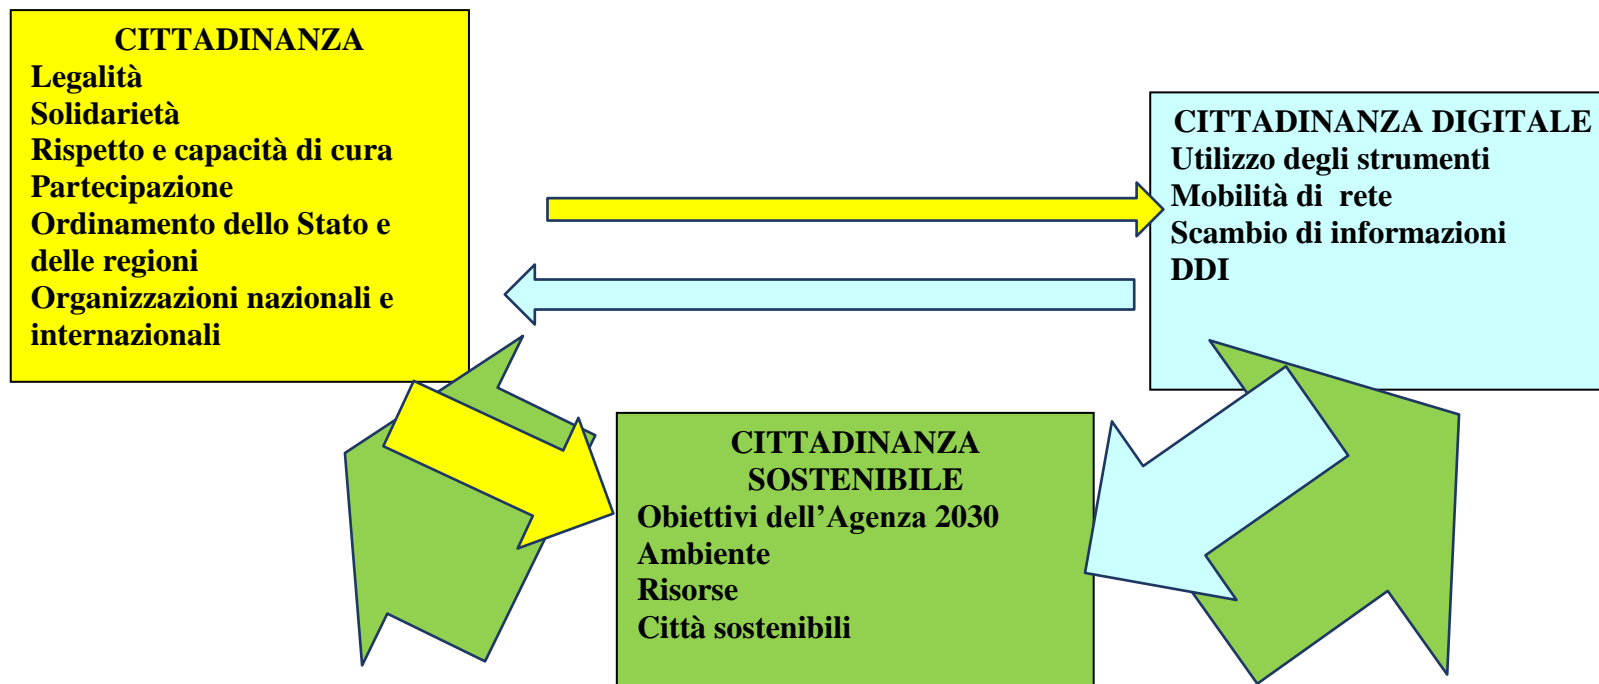 CITTADINANZA
Legalità
Solidarietà
Rispetto e capacità di cura
Partecipazione
Ordinamento dello Stato e
delle regioni
Organizzazioni nazionali e
internazionali
CITTADINANZA DIGITALE
Utilizzo degli strumenti
Mobilità di rete
Scambio di informazioni
DDI
CITTADINANZA
SOSTENIBILE
Obiettivi dell’Agenza 2030
Ambiente
Risorse
Città sostenibili